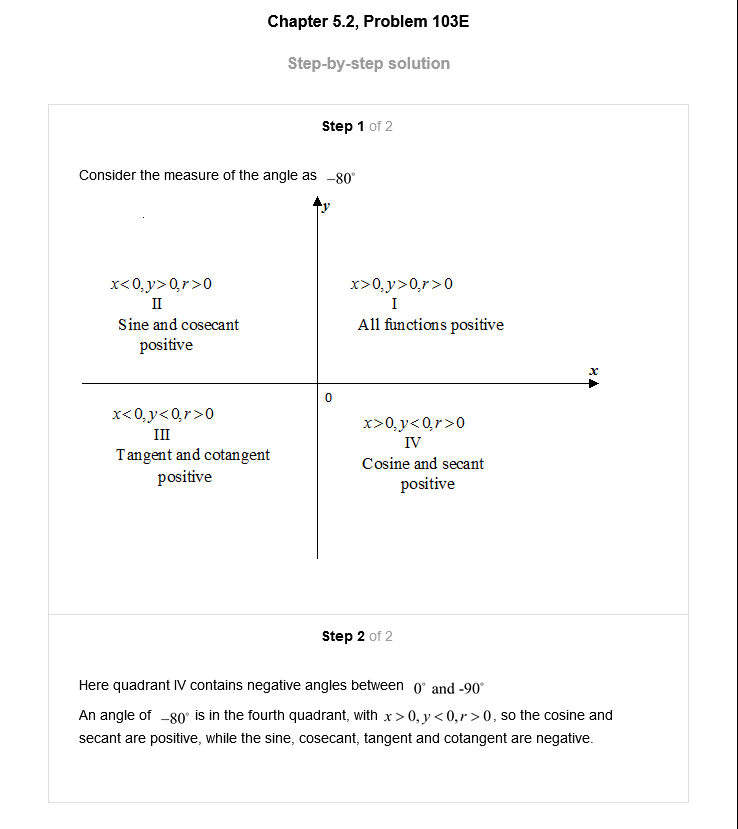 Chapter 5.2, Problem 103E
Step-by-step solution
Step 1 of 2
Consider the measure of the angle as −80°
y
x<0,y>0,r>0
II
Sine and cosecant
positive
x>0,y>0,r>0
I
All functions positive
x
0
x<0,y<0,r>0
III
Tangent and cotangent
positive
x>0,y<0,r>0
IV
Cosine and secant
positive
Step 2 of 2
Here quadrant IV contains negative angles between 0° and -90°
An angle of −80° is in the fourth quadrant, with x>0,y<0,r>0, so the cosine and
secant are positive, while the sine, cosecant, tangent and cotangent are negative.